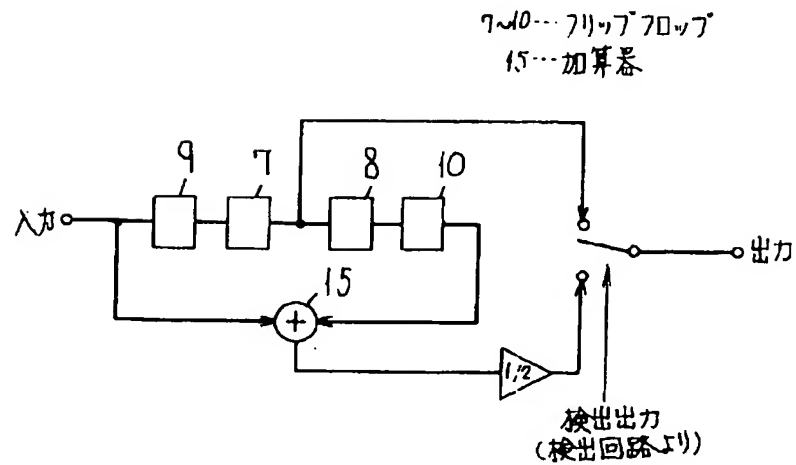 7~10…フリップフロップ
15…加算器
9
7
8
10
入力
出力
15
1/2
検出出力
(検出回路より)